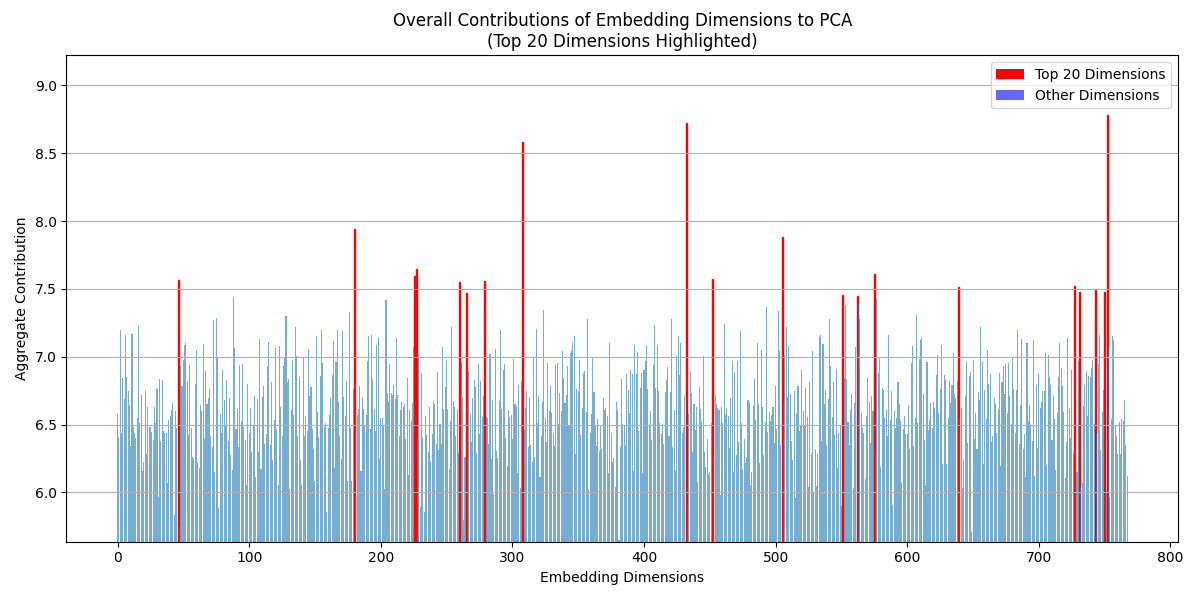 Overall Contributions of Embedding Dimensions to PCA
(Top 20 Dimensions Highlighted)
Top 20 Dimensions
Other Dimensions
Aggregate Contribution
9.0
8.5
8.0
7.5
7.0
6.5
6.0
0 100 200 300 400 500 600 700 800
Embedding Dimensions